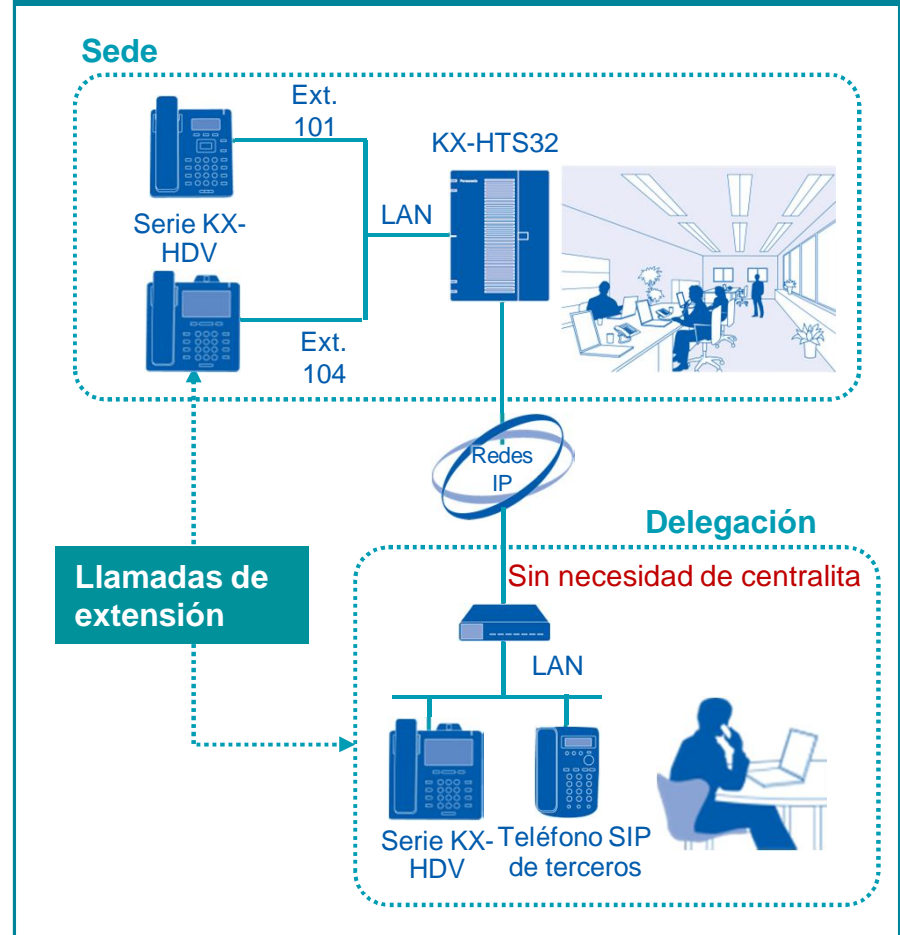 Sede
Ext.
101
KX-HTS32
Panasonic
LAN
Serie KX-
HDV
Ext.
104
Redes
IP
Delegación
Sin necesidad de centralita
Llamadas de
extensión
LAN
Serie KX-
HDV
Teléfono SIP
de terceros